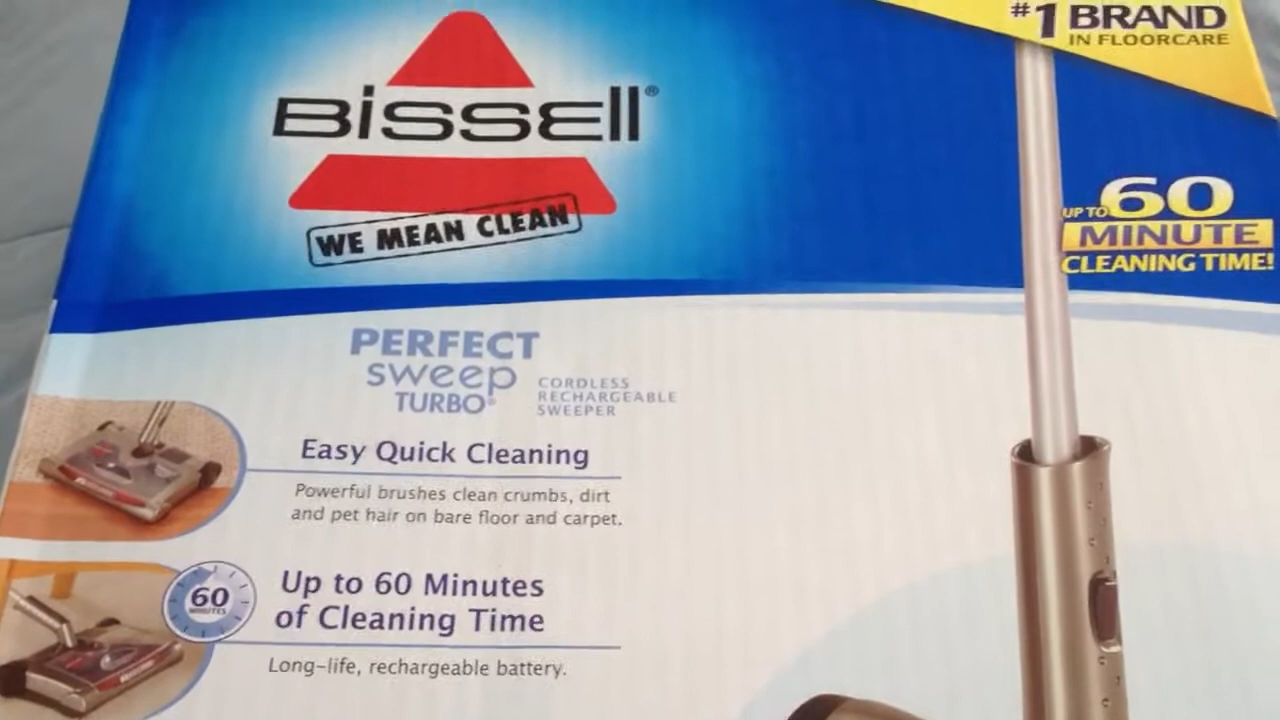 #1 BRAND
IN FLOORCARE
BISSELL®
WE MEAN CLEAN
UP TO 60
MINUTE
CLEANING TIME!
PERFECT
sweep
TURBO®
CORDLESS
RECHARGEABLE
SWEEPER
Easy Quick Cleaning
Powerful brushes clean crumbs, dirt
and pet hair on bare floor and carpet.
60
MINUTES
Up to 60 Minutes
of Cleaning Time
Long-life, rechargeable battery.